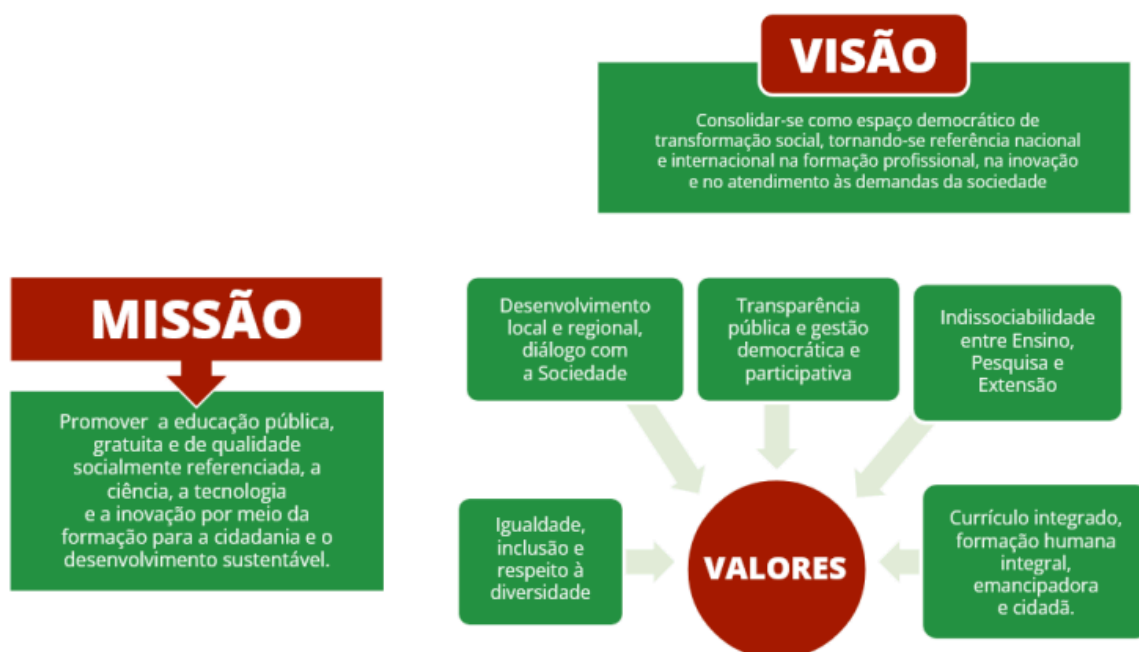 VISÃO
Consolidar-se como espaço democrático de
transformação social, tornando-se referência nacional
e internacional na formação profissional, na inovação
e no atendimento às demandas da sociedade
MISSÃO
Promover a educação pública,
gratuita e de qualidade
socialmente referenciada, a
ciência, a tecnologia
e a inovação por meio da
formação para a cidadania e o
desenvolvimento sustentável.
Desenvolvimento
local e regional,
diálogo com
a Sociedade
Transparência
pública e gestão
democrática e
participativa
Indissociabilidade
entre Ensino,
Pesquisa e
Extensão
Igualdade,
inclusão e
respeito à
diversidade
VALORES
Currículo integrado,
formação humana
integral,
emancipadora
e cidadã.